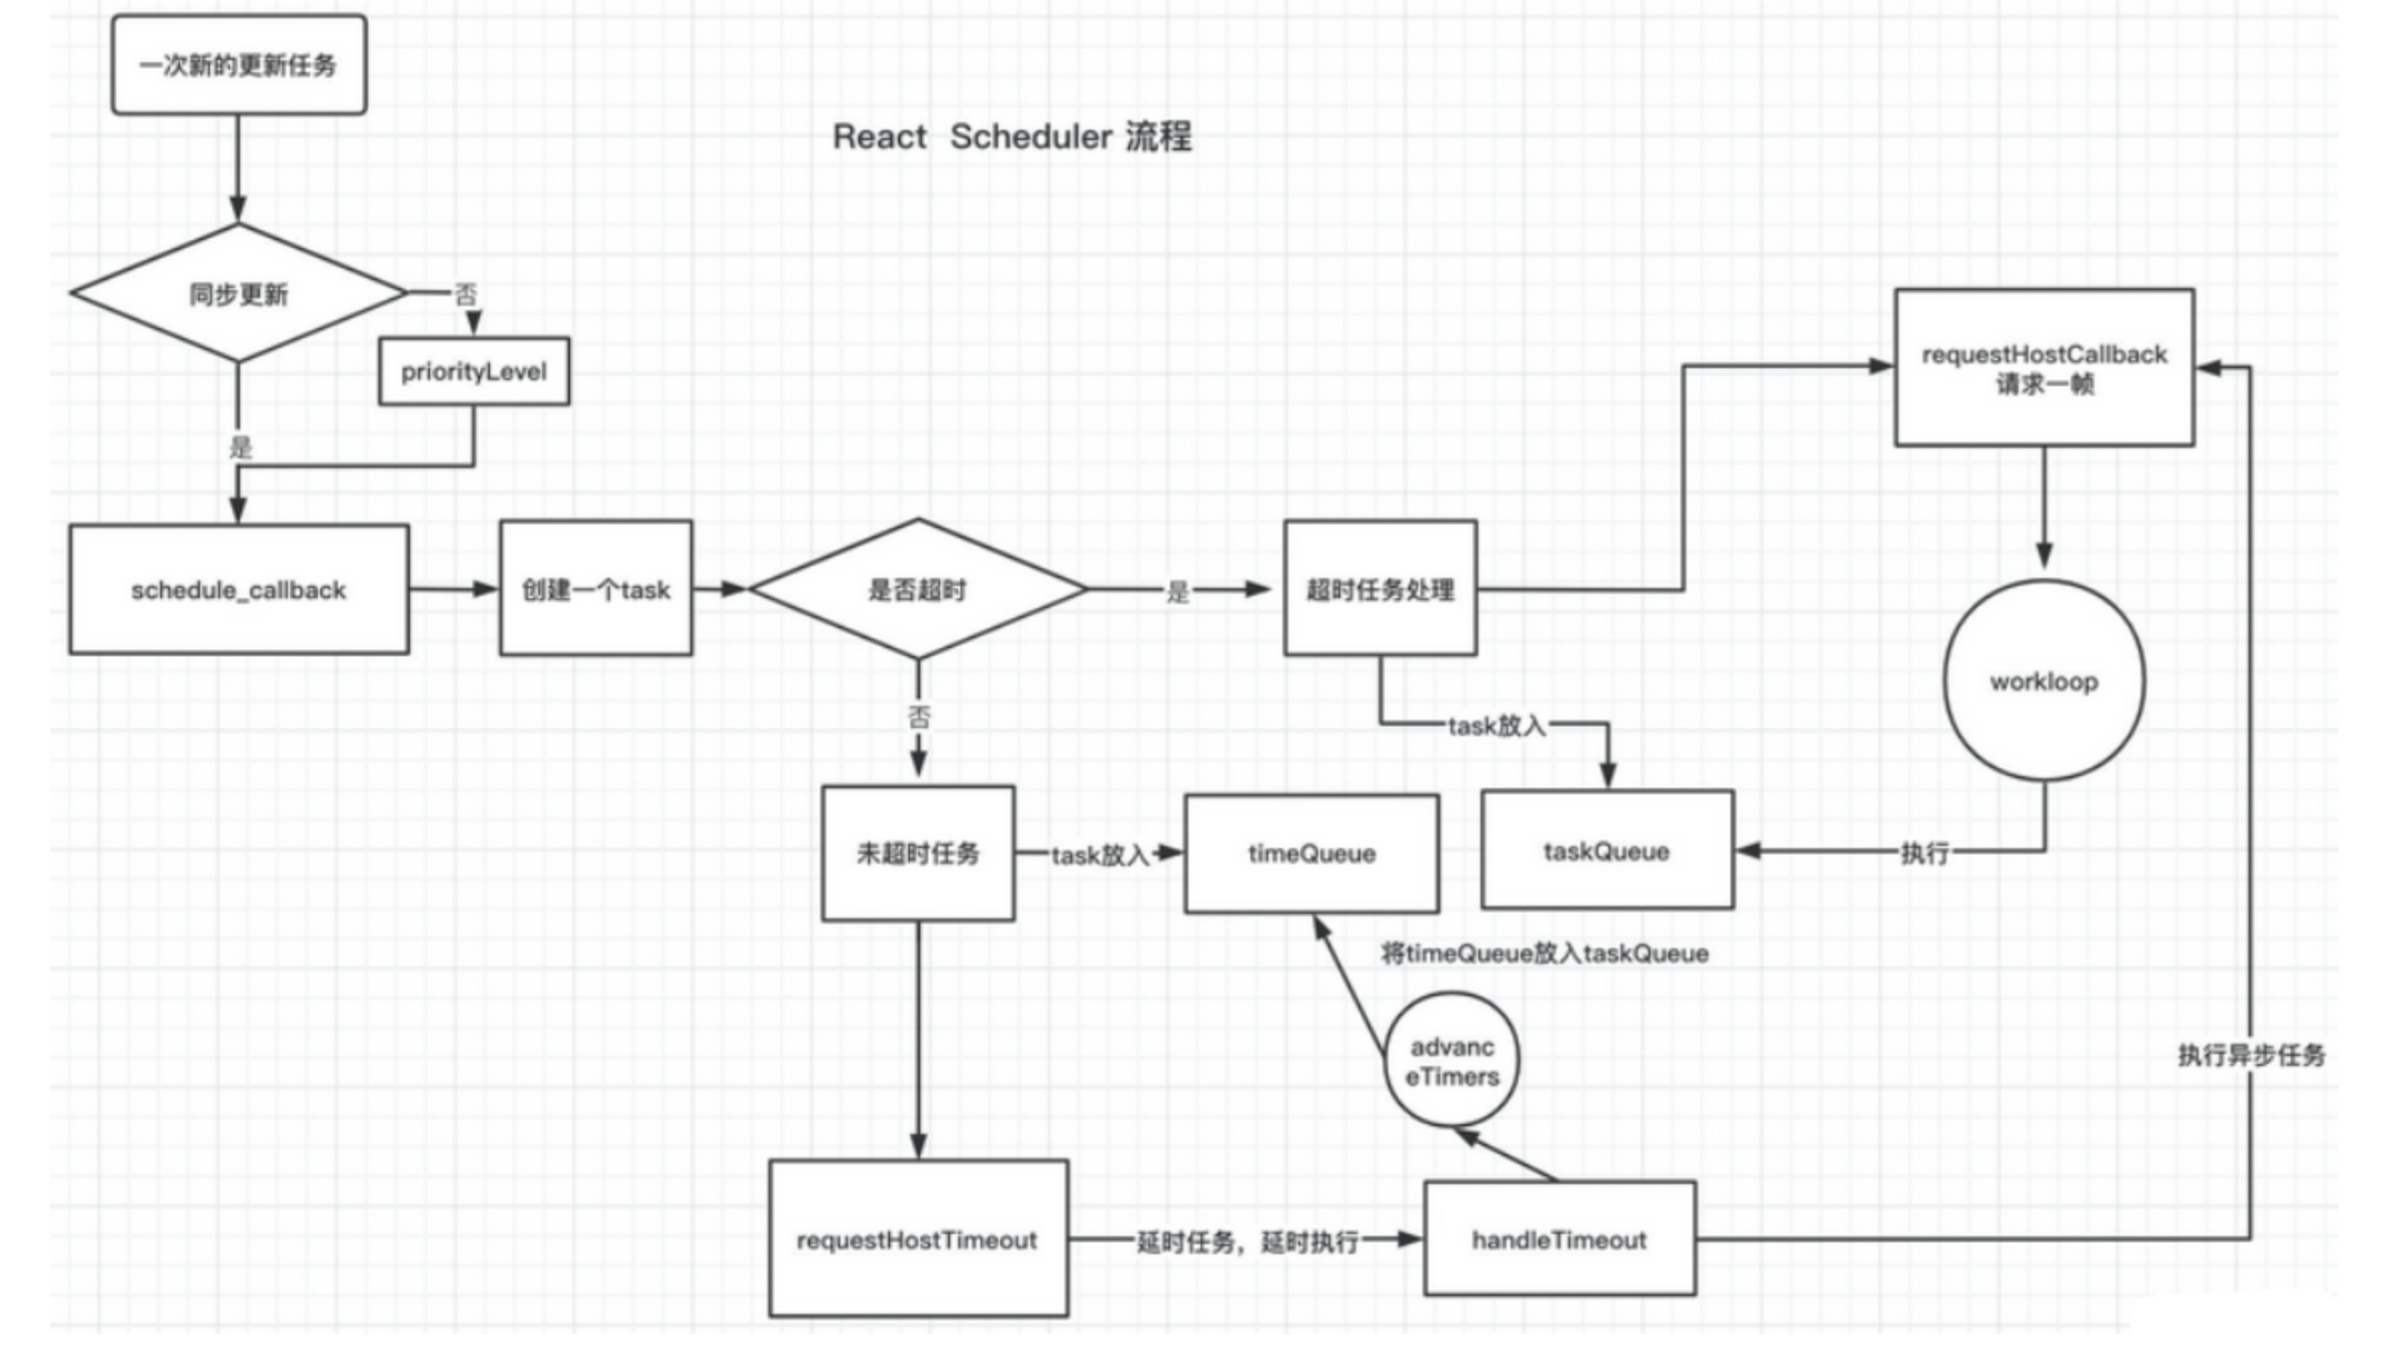 一次新的更新任务
React Scheduler 流程
同步更新
否
priorityLevel
是
requestHostCallback
请求一帧
schedule_callback
创建一个task
是否超时
是
超时任务处理
workloop
否
task放入
未超时任务
task放入
timeQueue
taskQueue
执行
将timeQueue放入taskQueue
advanc
eTimers
执行异步任务
requestHostTimeout
延时任务，延时执行
handleTimeout